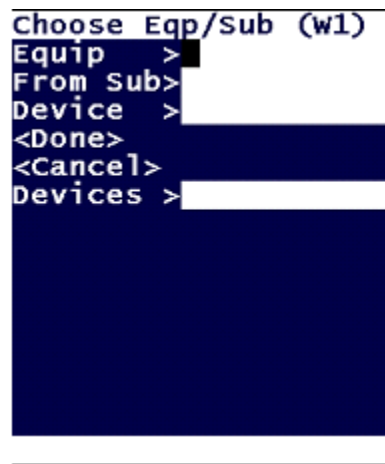 Choose Eqp/Sub (W1)
Equip >
From Sub>
Device >
<Done>
<Cancel>
Devices >